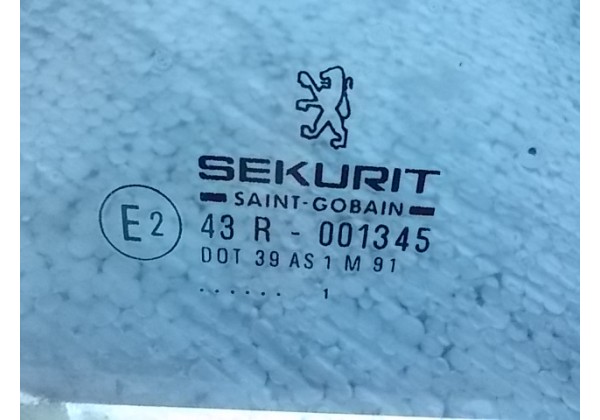 SEKURIT
SAINT-GOBAIN
E2 43 R - 001345
DOT 39 AS 1 M 91
...... 1